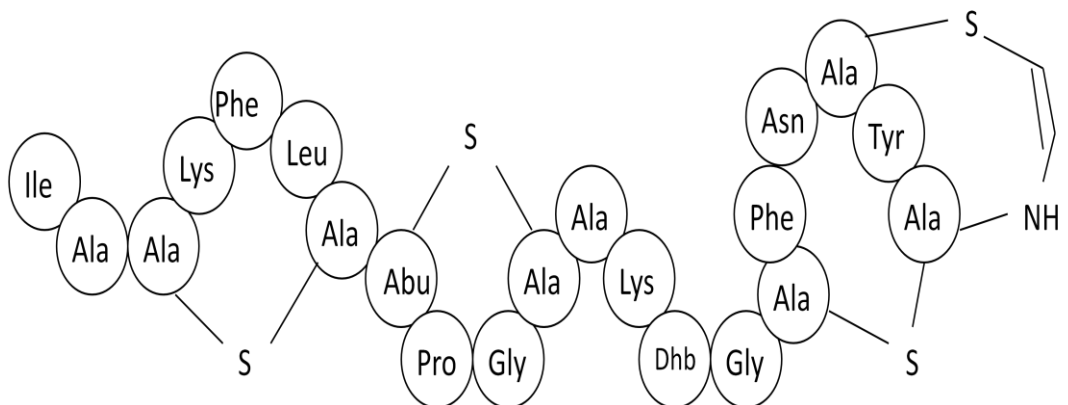 Ile
Ala
Ala
Lys
Phe
Leu
Ala
Abu
Pro
Gly
Ala
Ala
Lys
Dhb
Gly
Ala
Phe
Asn
Ala
Tyr
Ala
S
S
S
S
NH